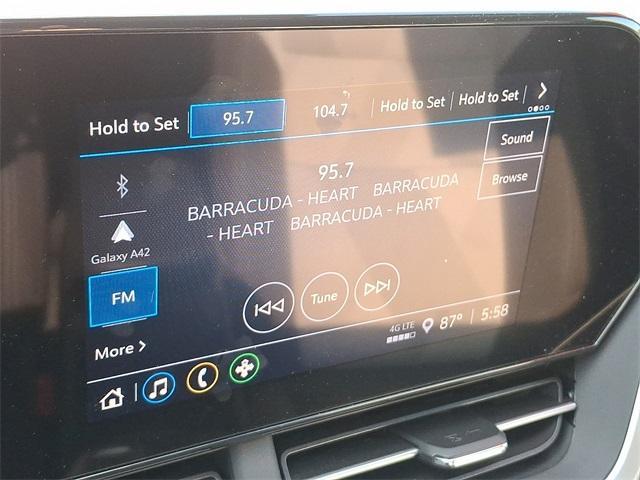 Hold to Set 95.7 104.7 Hold to Set Hold to Set
Sound
95.7
Browse
BARRACUDA - HEART BARRACUDA
- HEART BARRACUDA - HEART
Galaxy A42
FM
Tune
More
4G LTE 87° 5:58